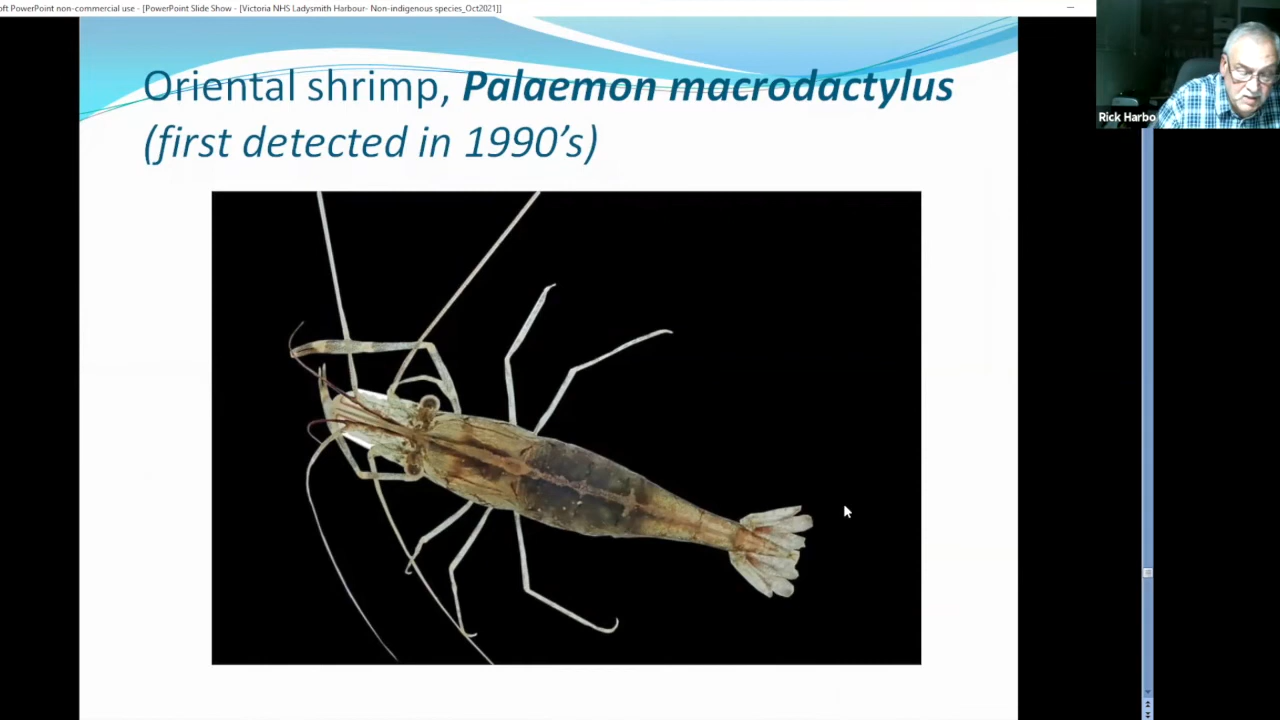 oft PowerPoint non-commercial use - [PowerPoint Slide Show - [Victoria NHS Ladysmith Harbour- Non-indigenous species_Oct2021]]
Oriental shrimp, Palaemon macrodactylus
(first detected in 1990’s)
Rick Harbo